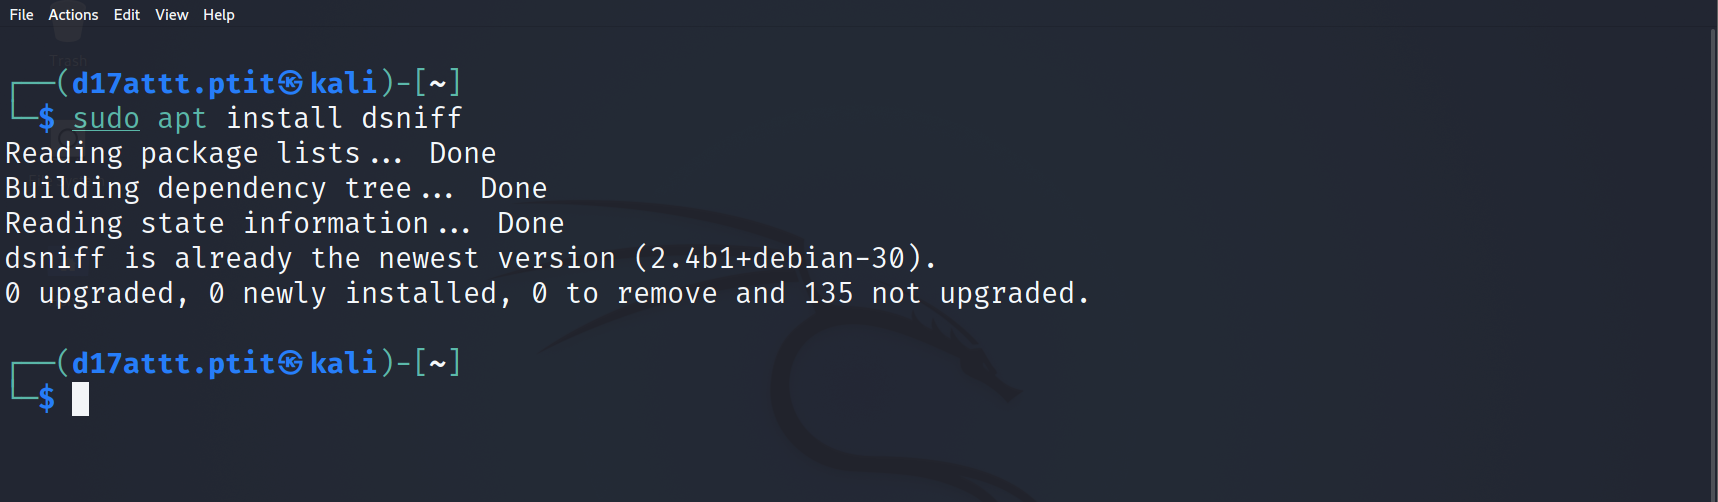 File Actions Edit View Help
Trash
┌──(d17attt.ptit㉿kali)-[~]
└─$ sudo apt install dsniff
Reading package lists... Done
Building dependency tree... Done
Reading state information... Done
dsniff is already the newest version (2.4b1+debian-30).
0 upgraded, 0 newly installed, 0 to remove and 135 not upgraded.
┌──(d17attt.ptit㉿kali)-[~]
└─$